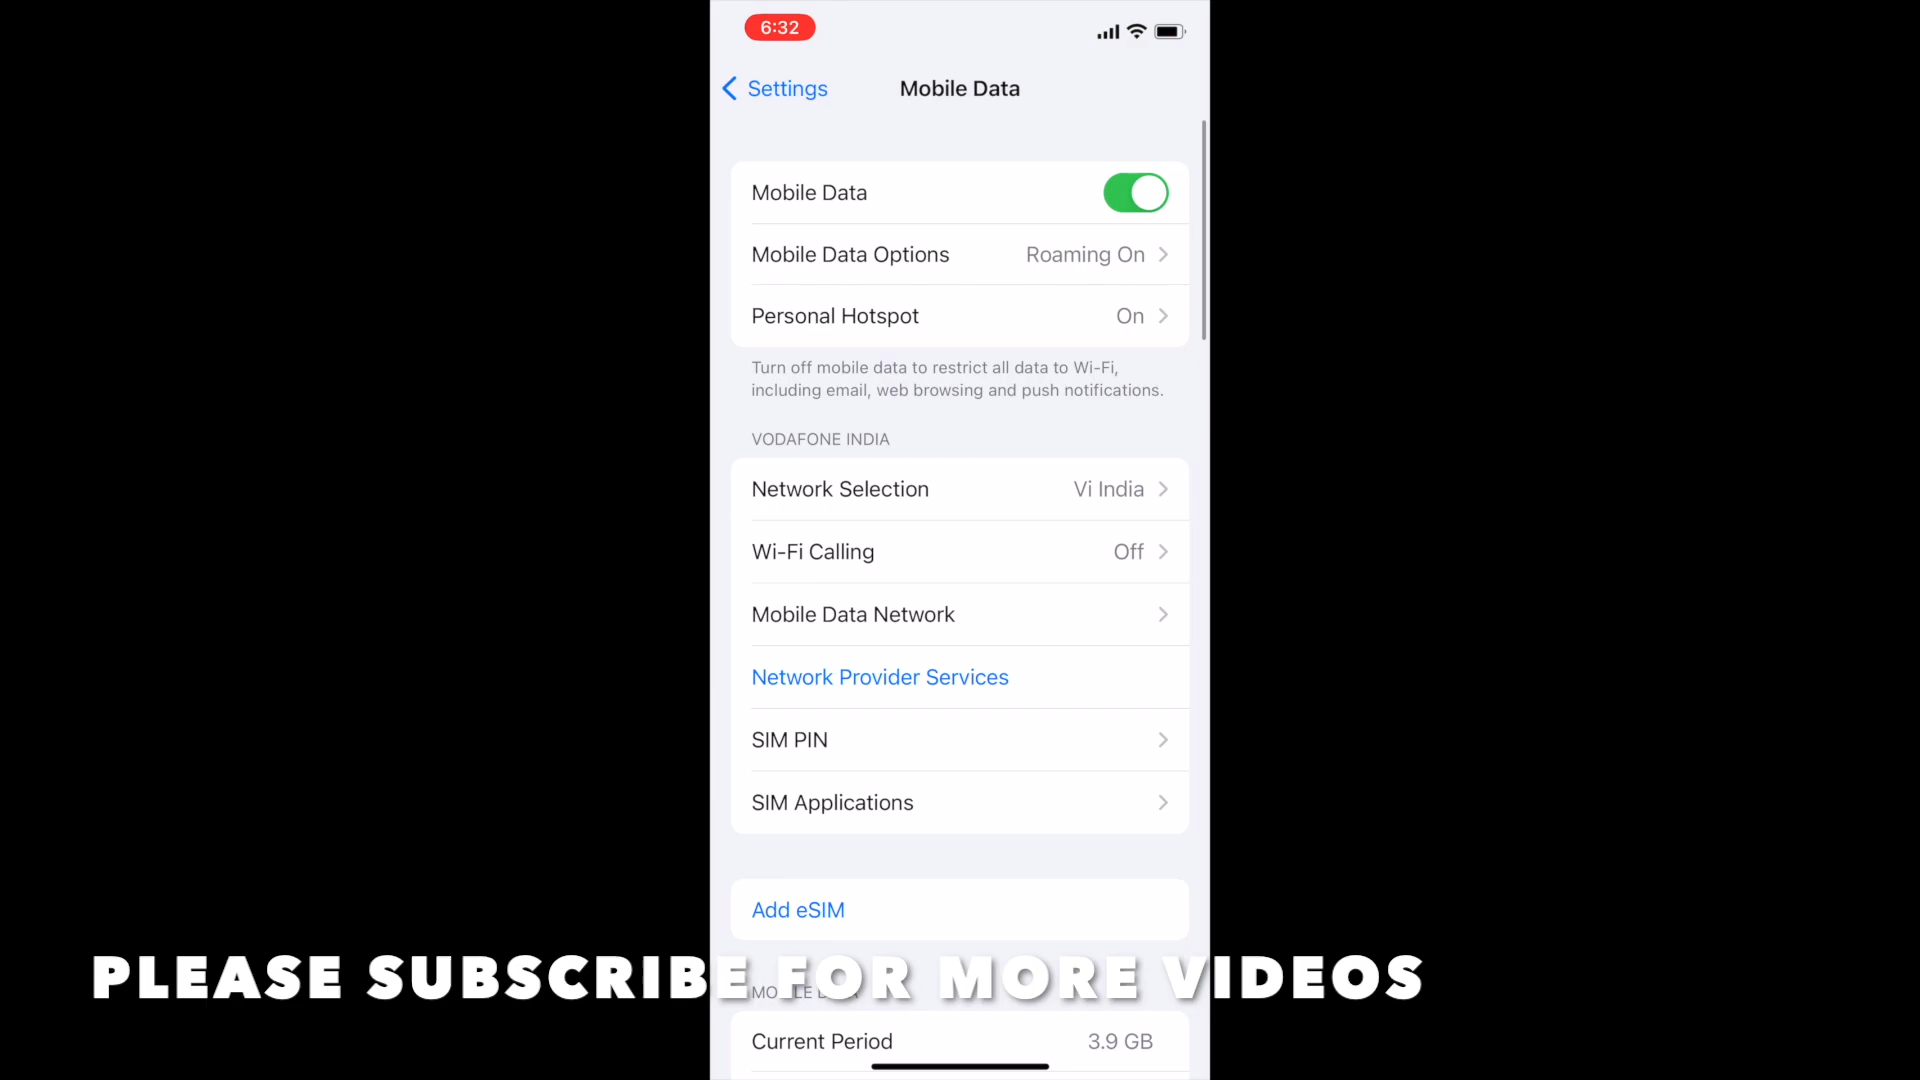 6:32
Settings
Mobile Data
Mobile Data
Mobile Data Options Roaming On
Personal Hotspot On
Turn off mobile data to restrict all data to Wi-Fi,
including email, web browsing and push notifications.
VODAFONE INDIA
Network Selection Vi India
Wi-Fi Calling Off
Mobile Data Network
Network Provider Services
SIM PIN
SIM Applications
Add eSIM
PLEASE SUBSCRIBE FOR MORE VIDEOS
Current Period 3.9 GB